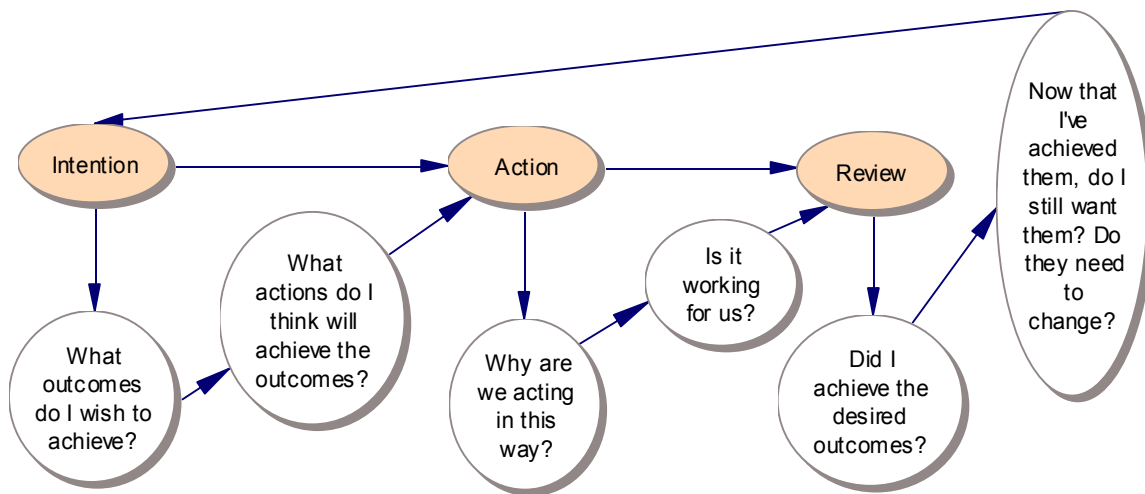 Intention
What
outcomes
do I wish to
achieve?
What
actions do I
think will
achieve the
outcomes?
Action
Why are
we acting
in this
way?
Is it
working
for us?
Review
Did I
achieve the
desired
outcomes?
Now that
I've
achieved
them, do I
still want
them? Do
they need
to
change?